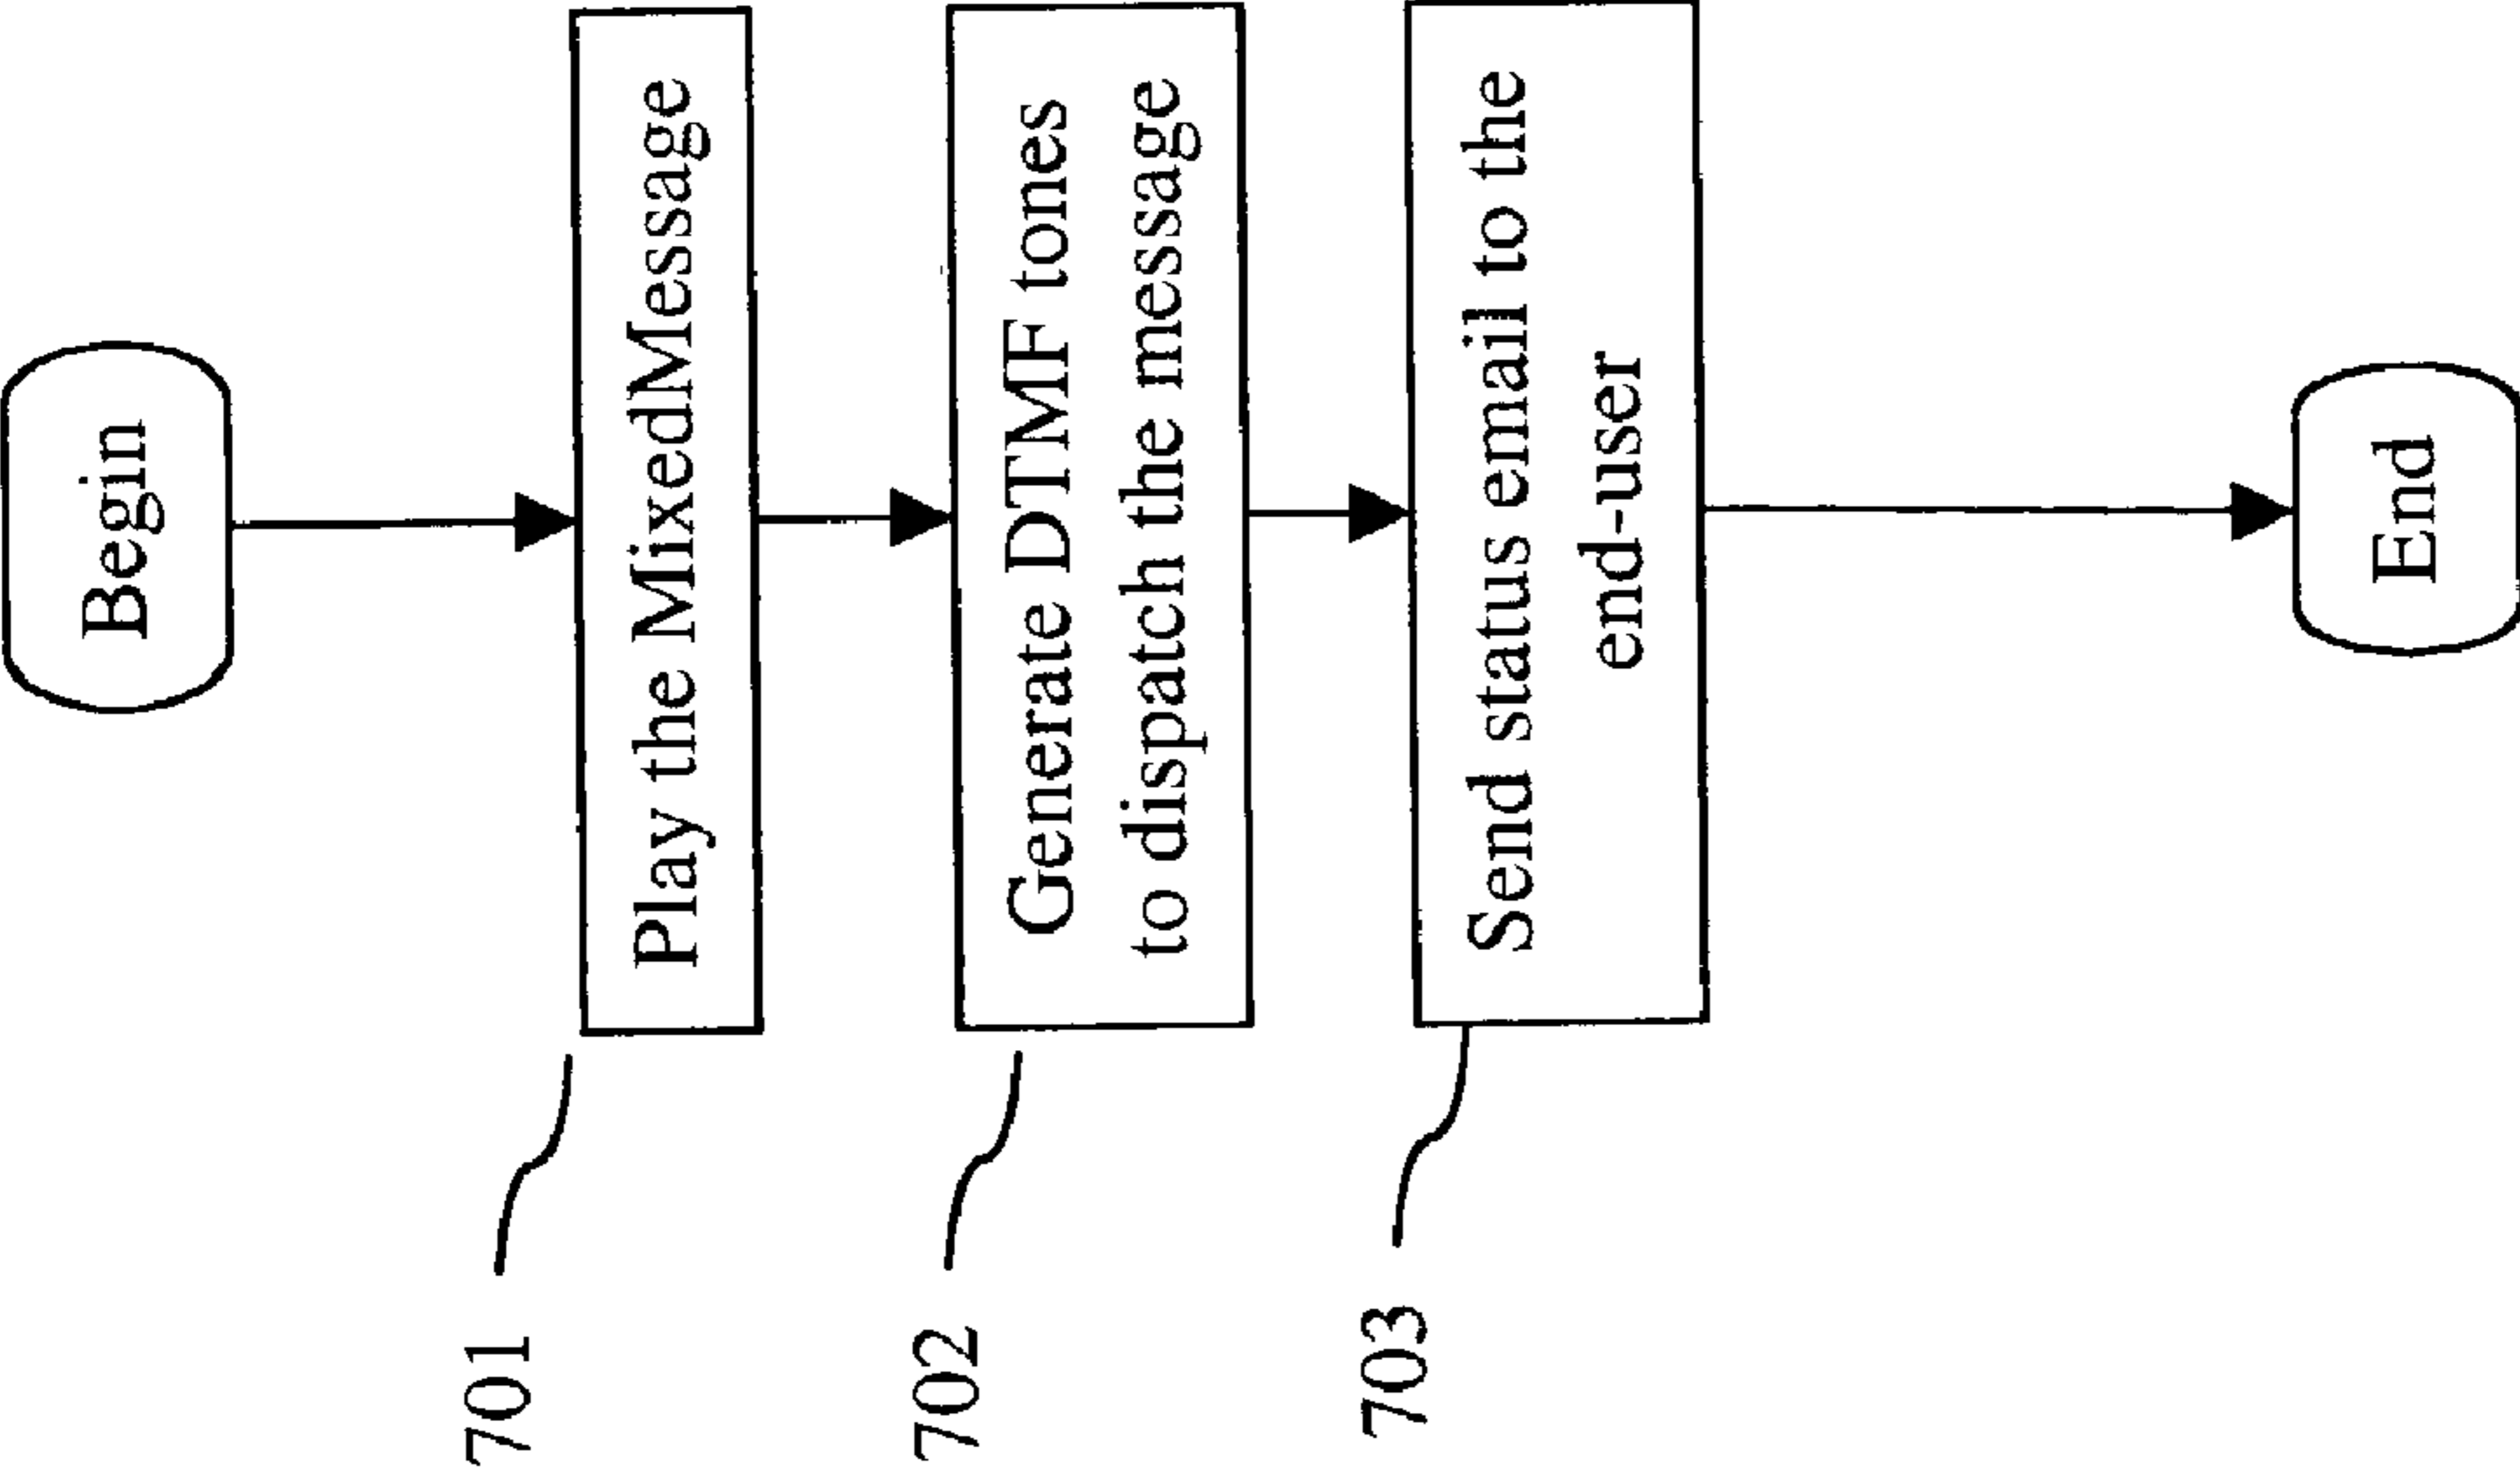 Begin
701
Play the MixedMessage
702
Generate DTMF tones
to dispatch the message
703
Send status email to the
end-user
End